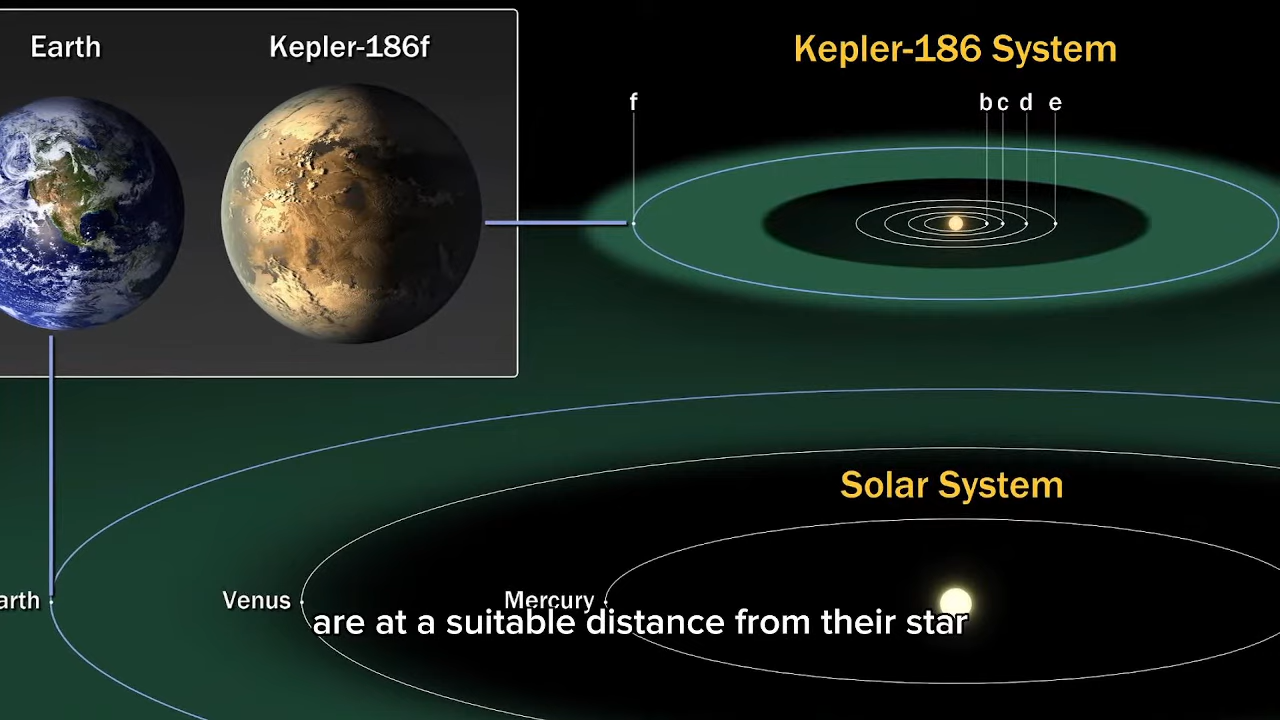 Earth
Kepler-186f
Kepler-186 System
f
b c d e
Solar System
arth
Venus
Mercury
are at a suitable distance from their star